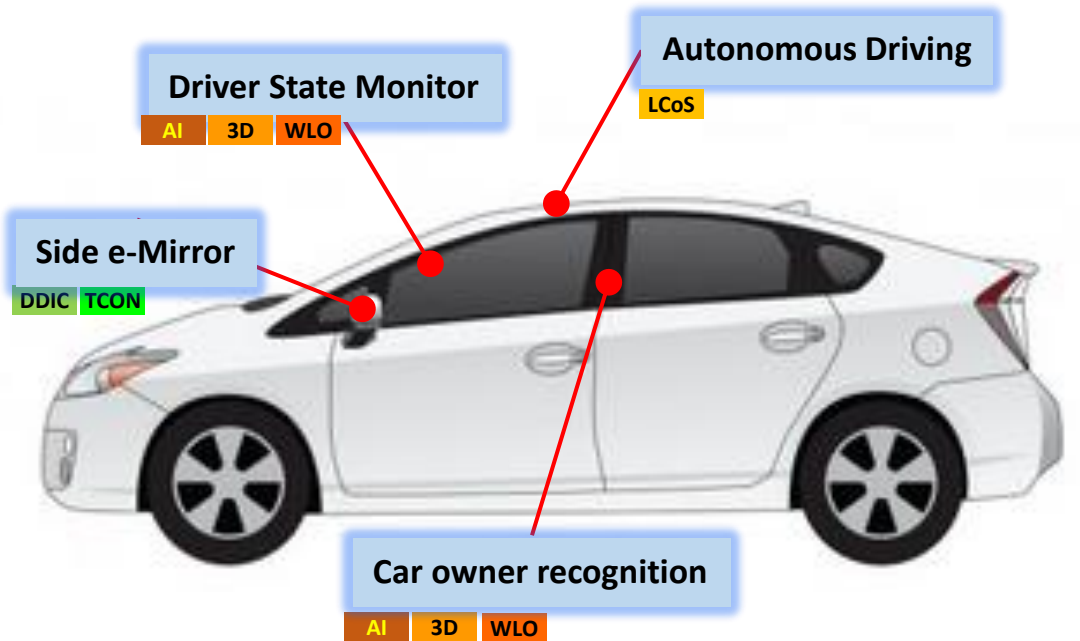 Autonomous Driving
LCoS
Driver State Monitor
AI 3D WLO
Side e-Mirror
DDIC TCON
Car owner recognition
AI 3D WLO